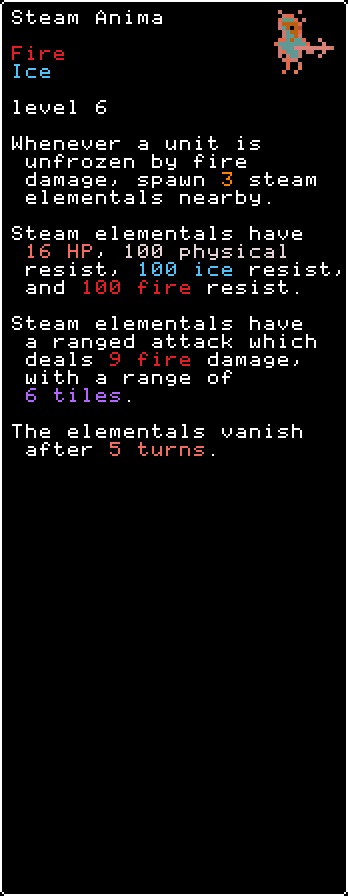 Steam Anima
Fire
Ice
level 6
Whenever a unit is
unfrozen by fire
damage, spawn 3 steam
elementals nearby.
Steam elementals have
16 HP, 100 physical
resist, 100 ice resist,
and 100 fire resist.
Steam elementals have
a ranged attack which
deals 9 fire damage,
with a range of
6 tiles.
The elementals vanish
after 5 turns.